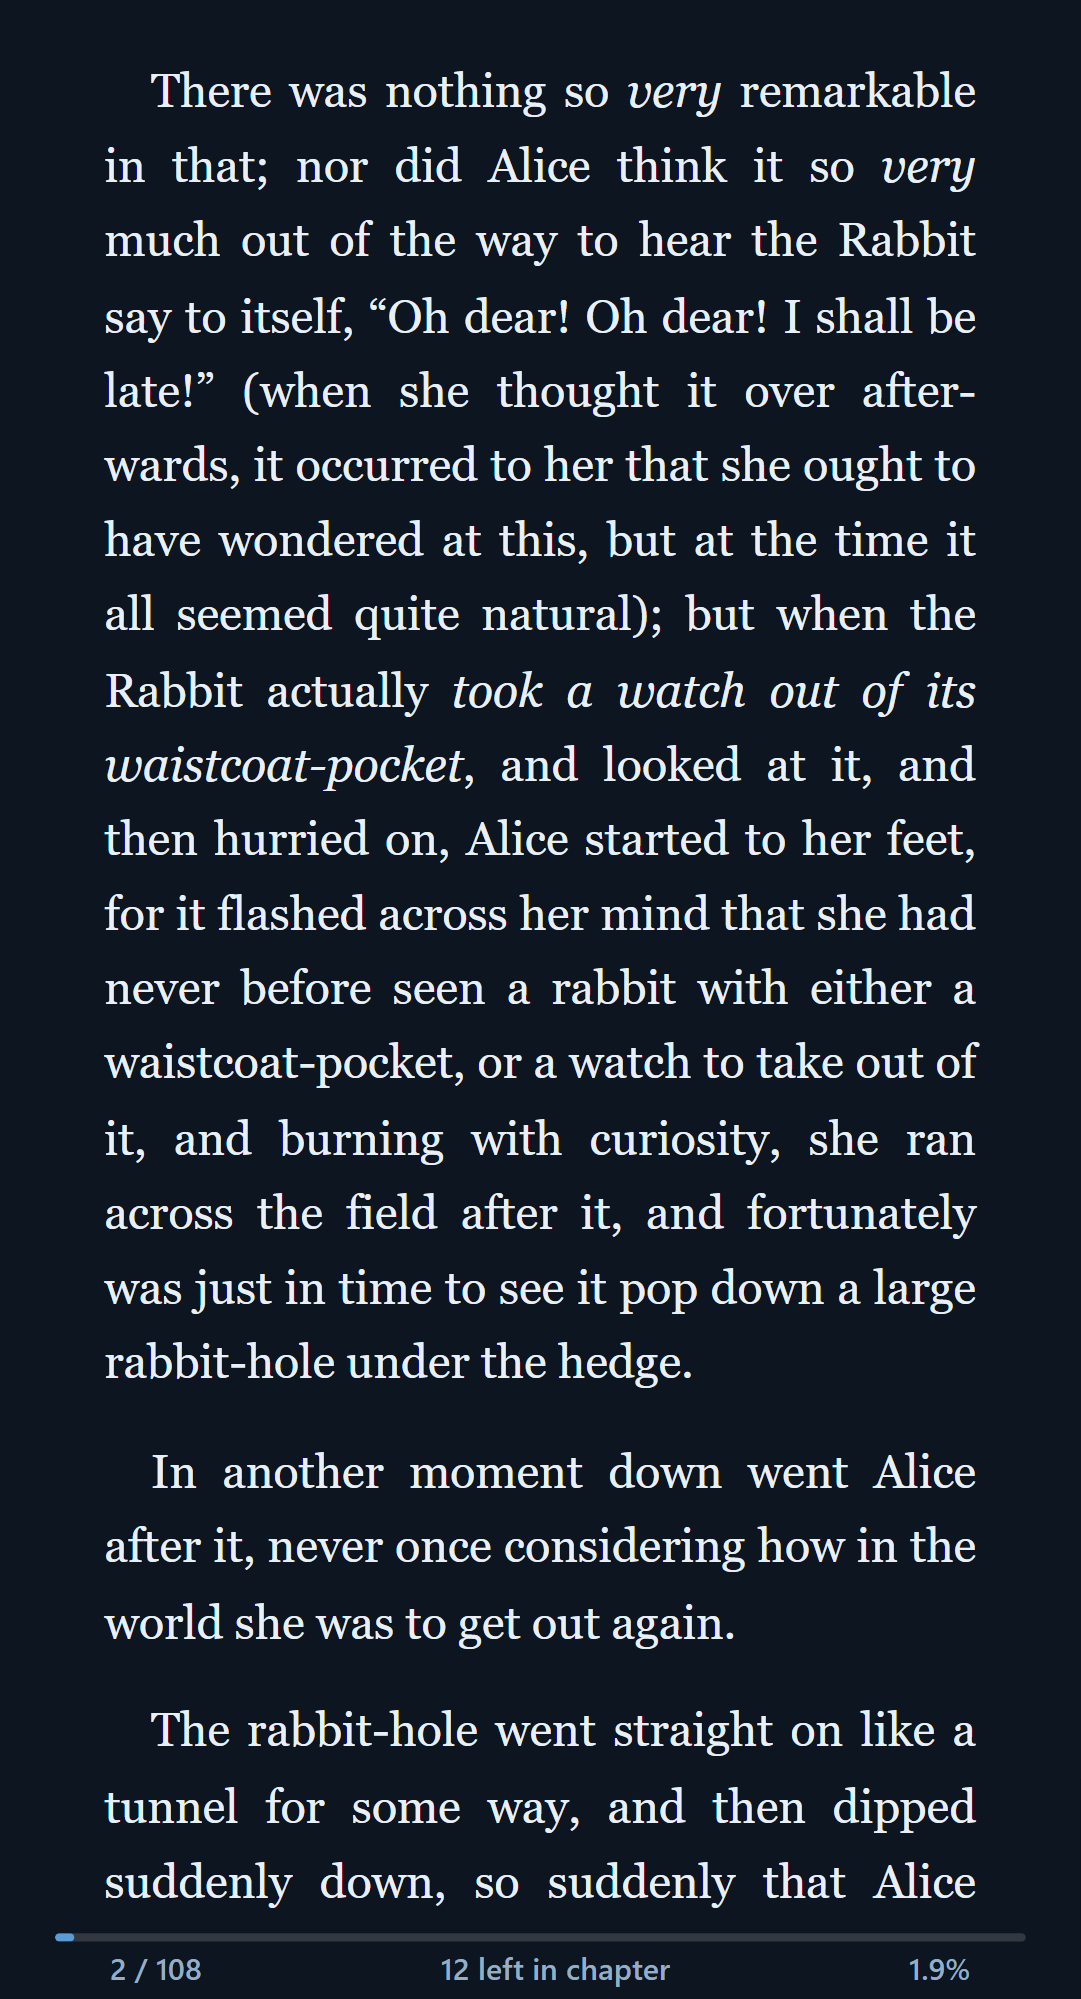 There was nothing so very remarkable
in that; nor did Alice think it so very
much out of the way to hear the Rabbit
say to itself, “Oh dear! Oh dear! I shall be
late!” (when she thought it over after-
wards, it occurred to her that she ought to
have wondered at this, but at the time it
all seemed quite natural); but when the
Rabbit actually took a watch out of its
waistcoat-pocket, and looked at it, and
then hurried on, Alice started to her feet,
for it flashed across her mind that she had
never before seen a rabbit with either a
waistcoat-pocket, or a watch to take out of
it, and burning with curiosity, she ran
across the field after it, and fortunately
was just in time to see it pop down a large
rabbit-hole under the hedge.
In another moment down went Alice
after it, never once considering how in the
world she was to get out again.
The rabbit-hole went straight on like a
tunnel for some way, and then dipped
suddenly down, so suddenly that Alice
2 / 108 12 left in chapter 1.9%